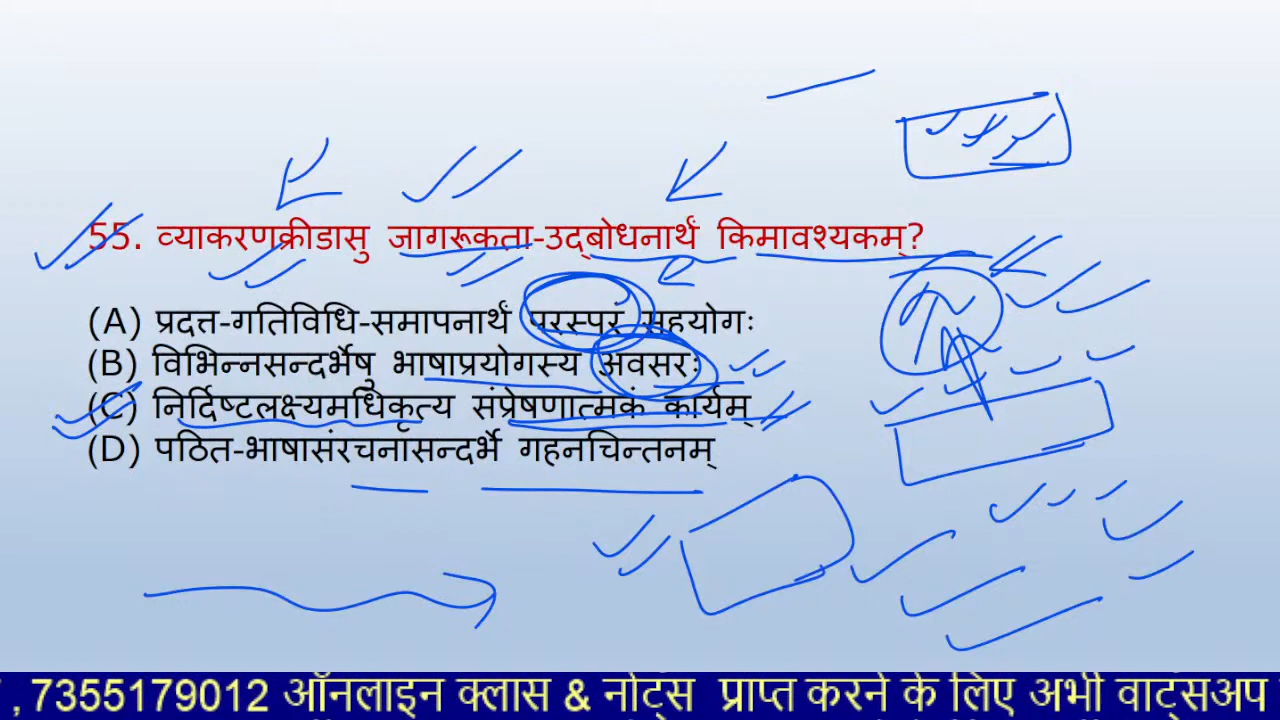 55. व्याकरणक्रीडासु जागरूकता-उद्बोधनार्थं किमावश्यकम्?
(A) प्रदत्त-गतिविधि-समापनार्थं परस्परं सहयोगः
(B) विभिन्नसन्दर्भेषु भाषाप्रयोगस्य अवसरः
(C) निर्दिष्टलक्ष्यमधिकृत्य संप्रेषणात्मकं कार्यम्
(D) पठित-भाषासंरचनासन्दर्भे गहनचिन्तनम्
, 7355179012 ऑनलाइन क्लास & नोट्स प्राप्त करने के लिए अभी वाट्सअप